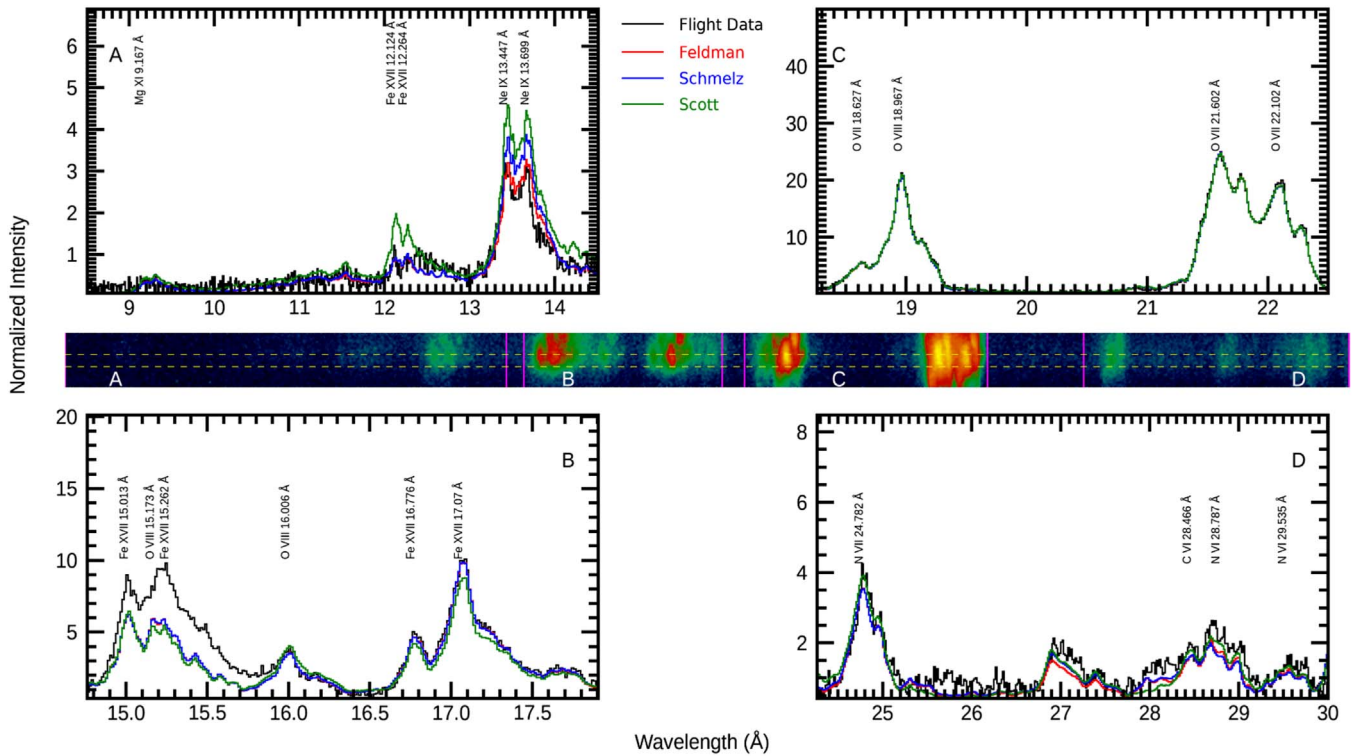 Normalized Intensity
Wavelength (Å)
Flight Data
Feldman
Schmelz
Scott
A
Mg XI 9.167 Å
Fe XVII 12.124 Å
Fe XVII 12.264 Å
Ne IX 13.447 Å
Ne IX 13.699 Å
6
5
4
3
2
1
9
10
11
12
13
14
C
O VII 18.627 Å
O VIII 18.967 Å
O VII 21.602 Å
O VII 22.102 Å
40
30
20
10
19
20
21
22
A
B
C
D
B
Fe XVII 15.013 Å
O VIII 15.173 Å
Fe XVII 15.262 Å
O VIII 16.006 Å
Fe XVII 16.776 Å
Fe XVII 17.07 Å
20
15
10
5
15.0
15.5
16.0
16.5
17.0
17.5
D
N VII 24.782 Å
C VI 28.466 Å
N VI 28.787 Å
N VI 29.535 Å
8
6
4
2
25
26
27
28
29
30